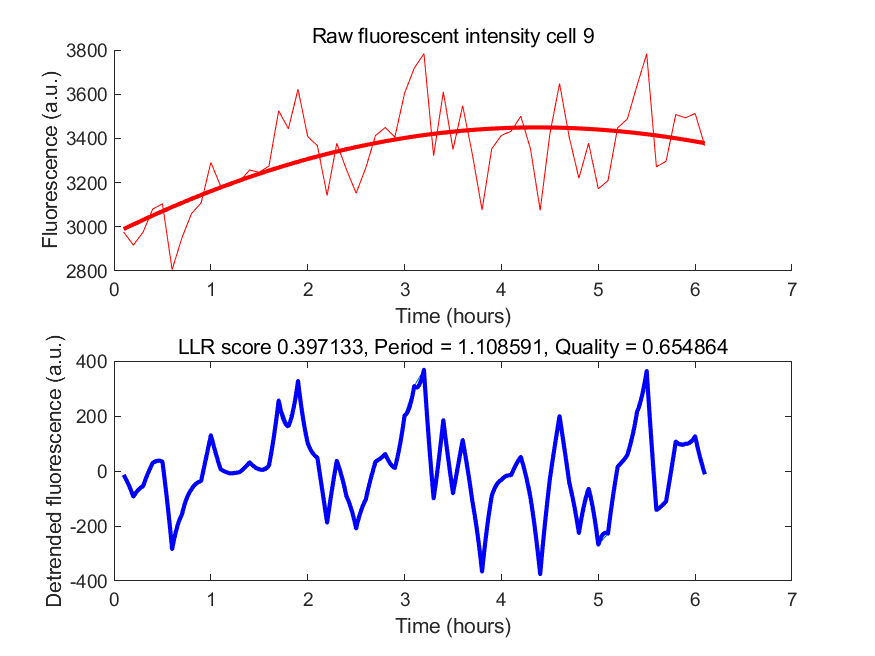 Raw fluorescent intensity cell 9
Fluorescence (a.u.)
3800
3600
3400
3200
3000
2800
0 1 2 3 4 5 6 7
Time (hours)
LLR score 0.397133, Period = 1.108591, Quality = 0.654864
Detrended fluorescence (a.u.)
400
200
0
-200
-400
0 1 2 3 4 5 6 7
Time (hours)